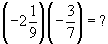 (-2 1/9)(-3/7) = ?